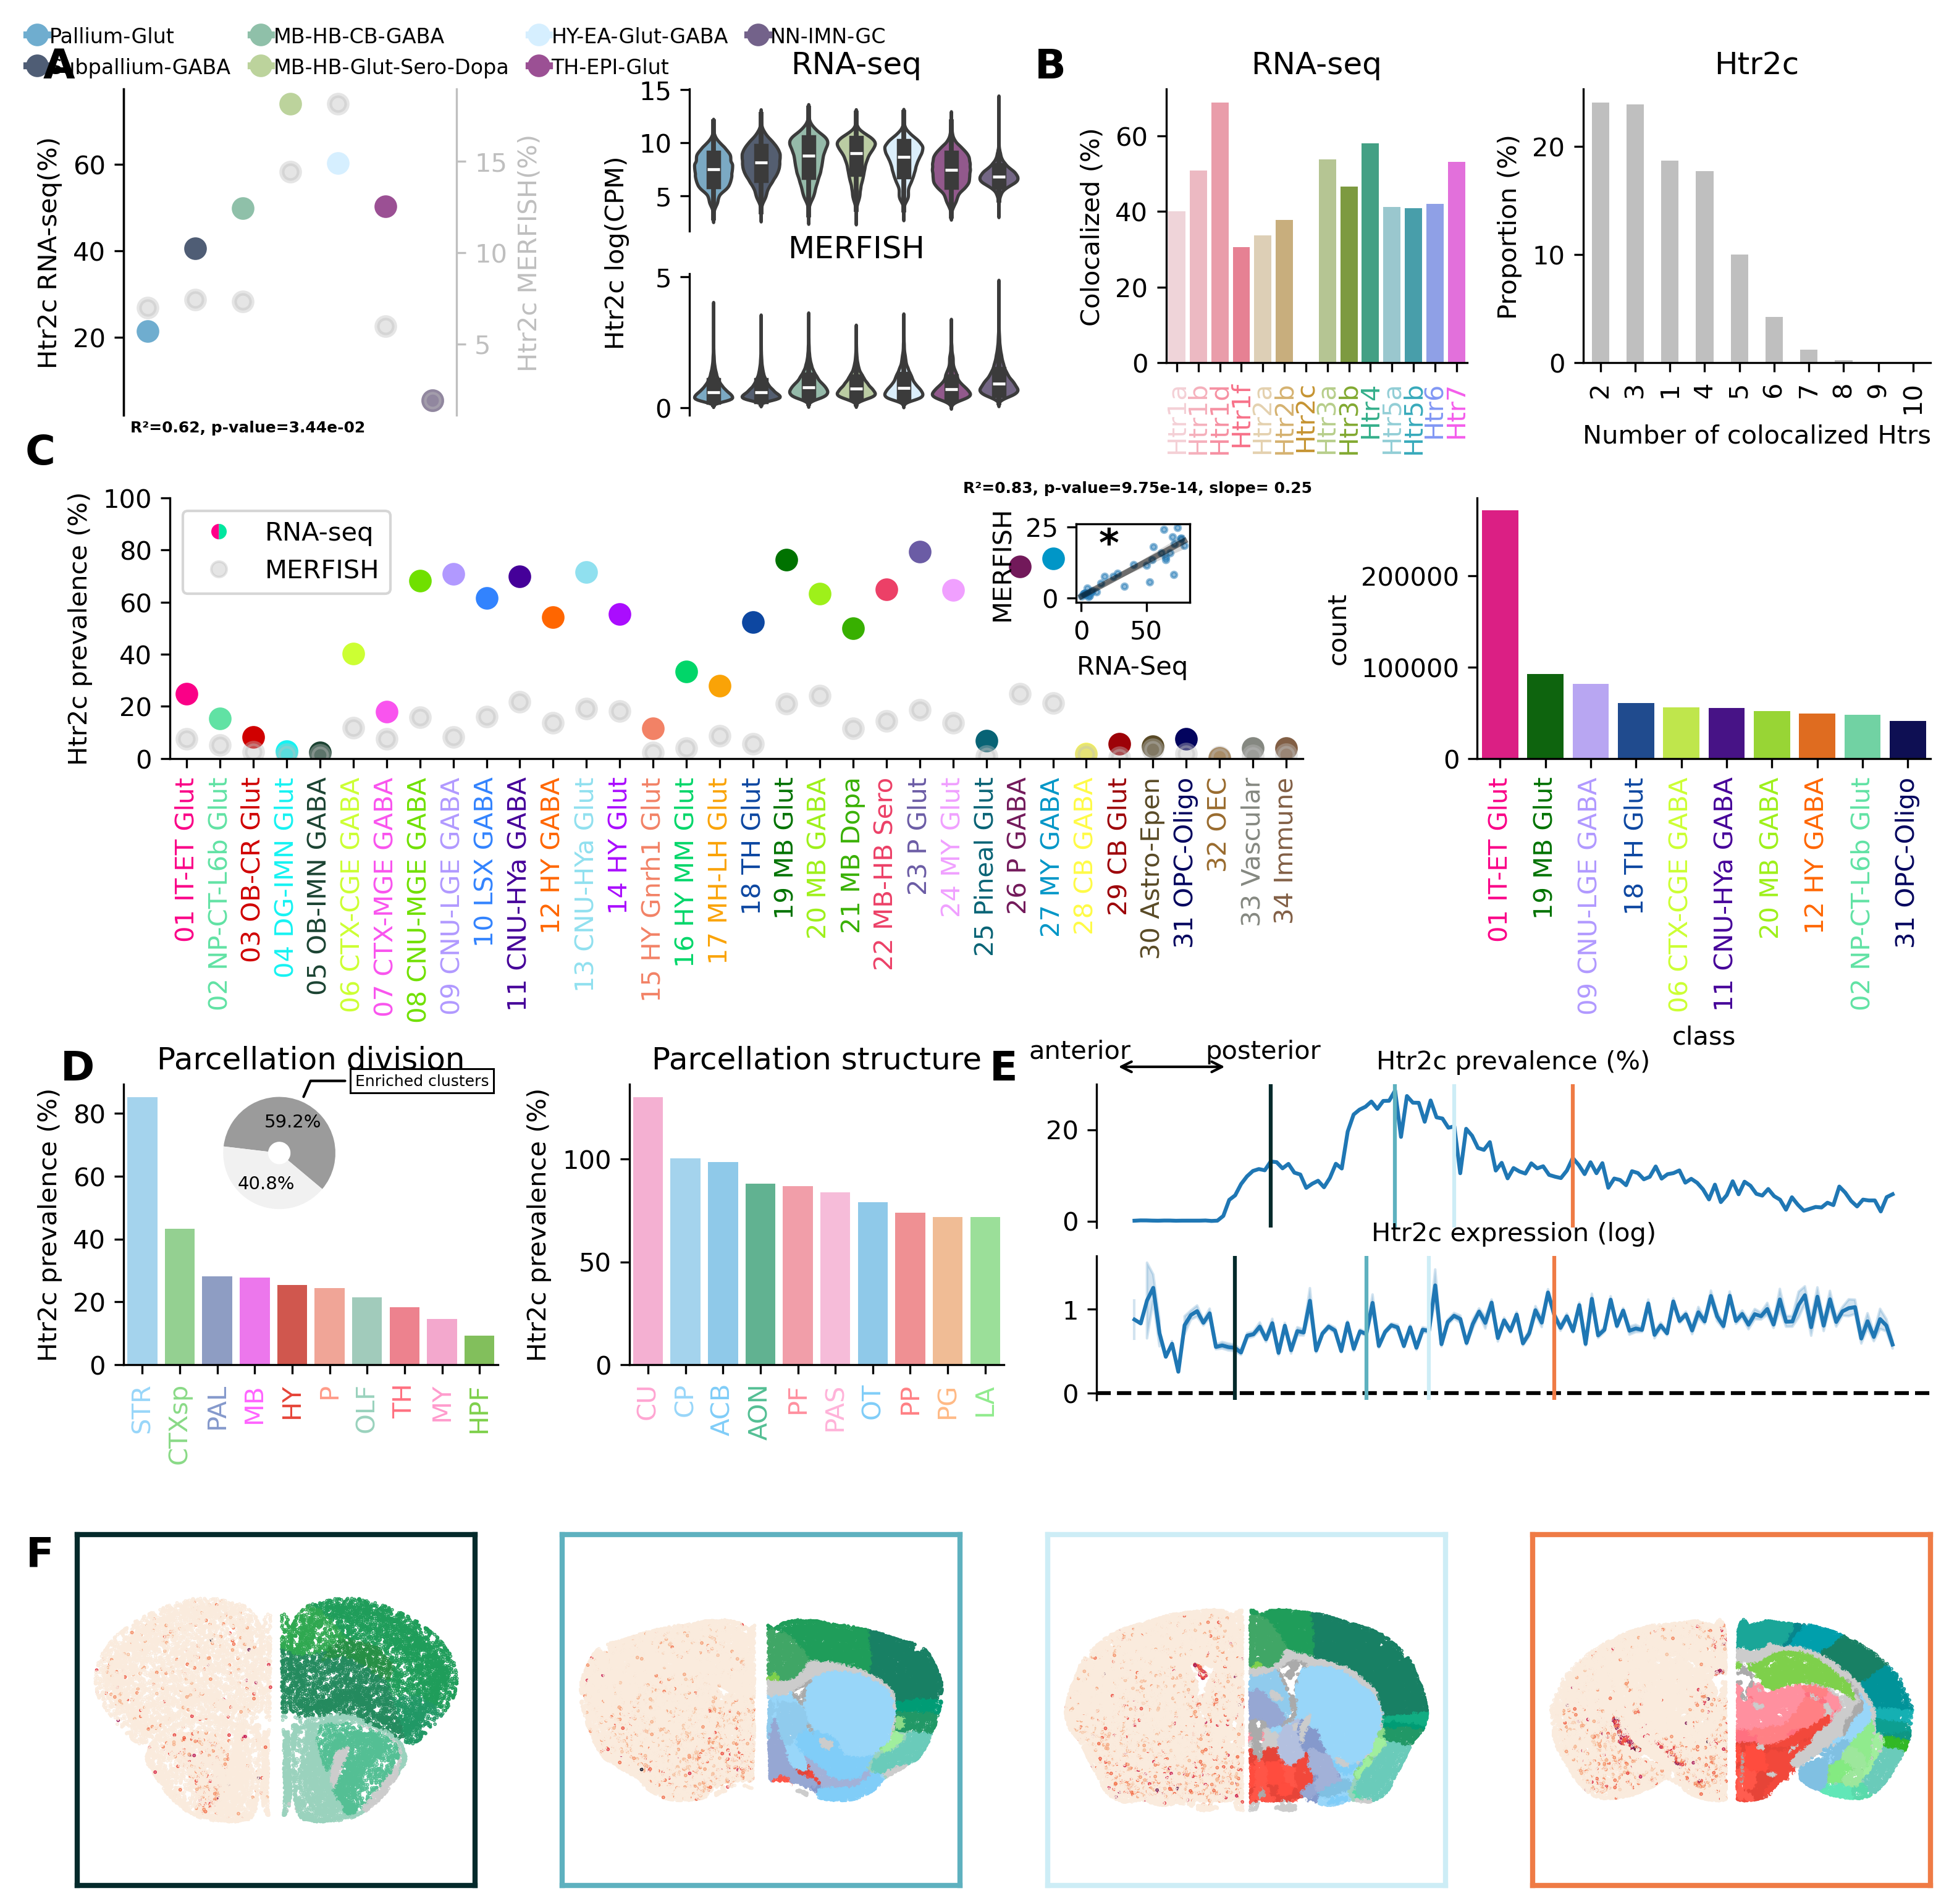 Pallium-Glut
MB-HB-CB-GABA
HY-EA-Glut-GABA
NN-IMN-GC
Subpallium-GABA
MB-HB-Glut-Sero-Dopa
TH-EPI-Glut
A
Htr2c RNA-seq(%)
60
40
20
Htr2c MERFISH(%)
15
10
5
R²=0.62, p-value=3.44e-02
RNA-seq
Htr2c log(CPM)
15
10
5
MERFISH
5
0
B
RNA-seq
Colocalized (%)
60
40
20
0
Htr1a
Htr1b
Htr1d
Htr1f
Htr2a
Htr2b
Htr2c
Htr3a
Htr3b
Htr4
Htr5a
Htr5b
Htr6
Htr7
Htr2c
Proportion (%)
20
10
0
2
3
1
4
5
6
7
8
9
10
Number of colocalized Htrs
C
Htr2c prevalence (%)
100
80
60
40
20
0
RNA-seq
MERFISH
R²=0.83, p-value=9.75e-14, slope= 0.25
MERFISH
25
0
*
0
50
RNA-Seq
01 IT-ET Glut
02 NP-CT-L6b Glut
03 OB-CR Glut
04 DG-IMN Glut
05 OB-IMN GABA
06 CTX-CGE GABA
07 CTX-MGE GABA
08 CNU-MGE GABA
09 CNU-LGE GABA
10 LSX GABA
11 CNU-HYa GABA
12 HY GABA
13 CNU-HYa Glut
14 HY Glut
15 HY Gnrh1 Glut
16 HY MM Glut
17 MH-LH Glut
18 TH Glut
19 MB Glut
20 MB GABA
21 MB Dopa
22 MB-HB Sero
23 P Glut
24 MY Glut
25 Pineal Glut
26 P GABA
27 MY GABA
28 CB GABA
29 CB Glut
30 Astro-Epen
31 OPC-Oligo
32 OEC
33 Vascular
34 Immune
count
200000
100000
0
01 IT-ET Glut
19 MB Glut
09 CNU-LGE GABA
18 TH Glut
06 CTX-CGE GABA
11 CNU-HYa GABA
20 MB GABA
12 HY GABA
02 NP-CT-L6b Glut
31 OPC-Oligo
class
D
Parcellation division
Htr2c prevalence (%)
80
60
40
20
0
Enriched clusters
59.2%
40.8%
STR
CTXsp
PAL
MB
HY
P
OLF
TH
MY
HPF
Parcellation structure
Htr2c prevalence (%)
100
50
0
CU
CP
ACB
AON
PF
PAS
OT
PP
PG
LA
E
anterior
posterior
Htr2c prevalence (%)
20
0
Htr2c expression (log)
1
0
F